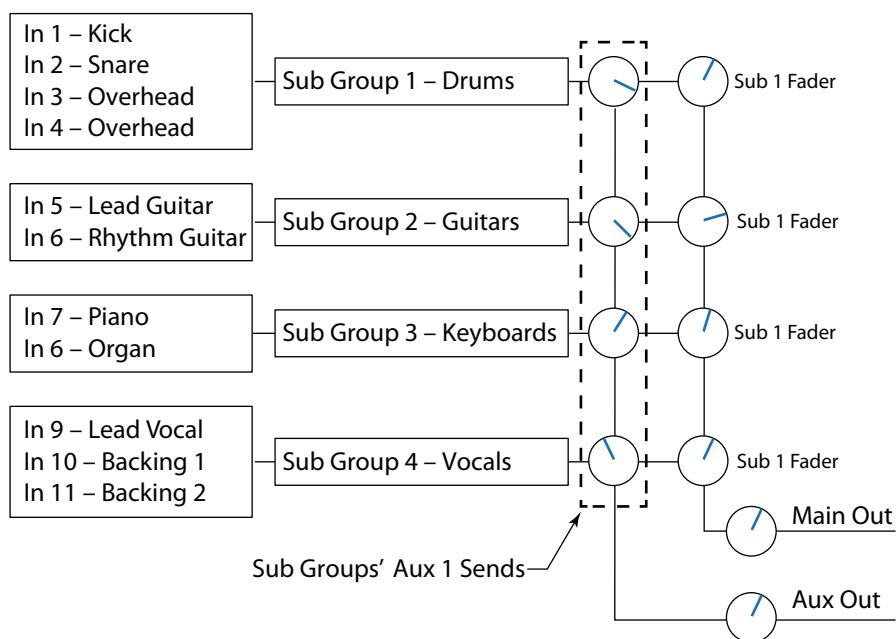 In 1 – Kick
In 2 – Snare
In 3 – Overhead
In 4 – Overhead
Sub Group 1 – Drums
Sub 1 Fader
In 5 – Lead Guitar
In 6 – Rhythm Guitar
Sub Group 2 – Guitars
Sub 1 Fader
In 7 – Piano
In 6 – Organ
Sub Group 3 – Keyboards
Sub 1 Fader
In 9 – Lead Vocal
In 10 – Backing 1
In 11 – Backing 2
Sub Group 4 – Vocals
Sub 1 Fader
Main Out
Sub Groups’ Aux 1 Sends
Aux Out